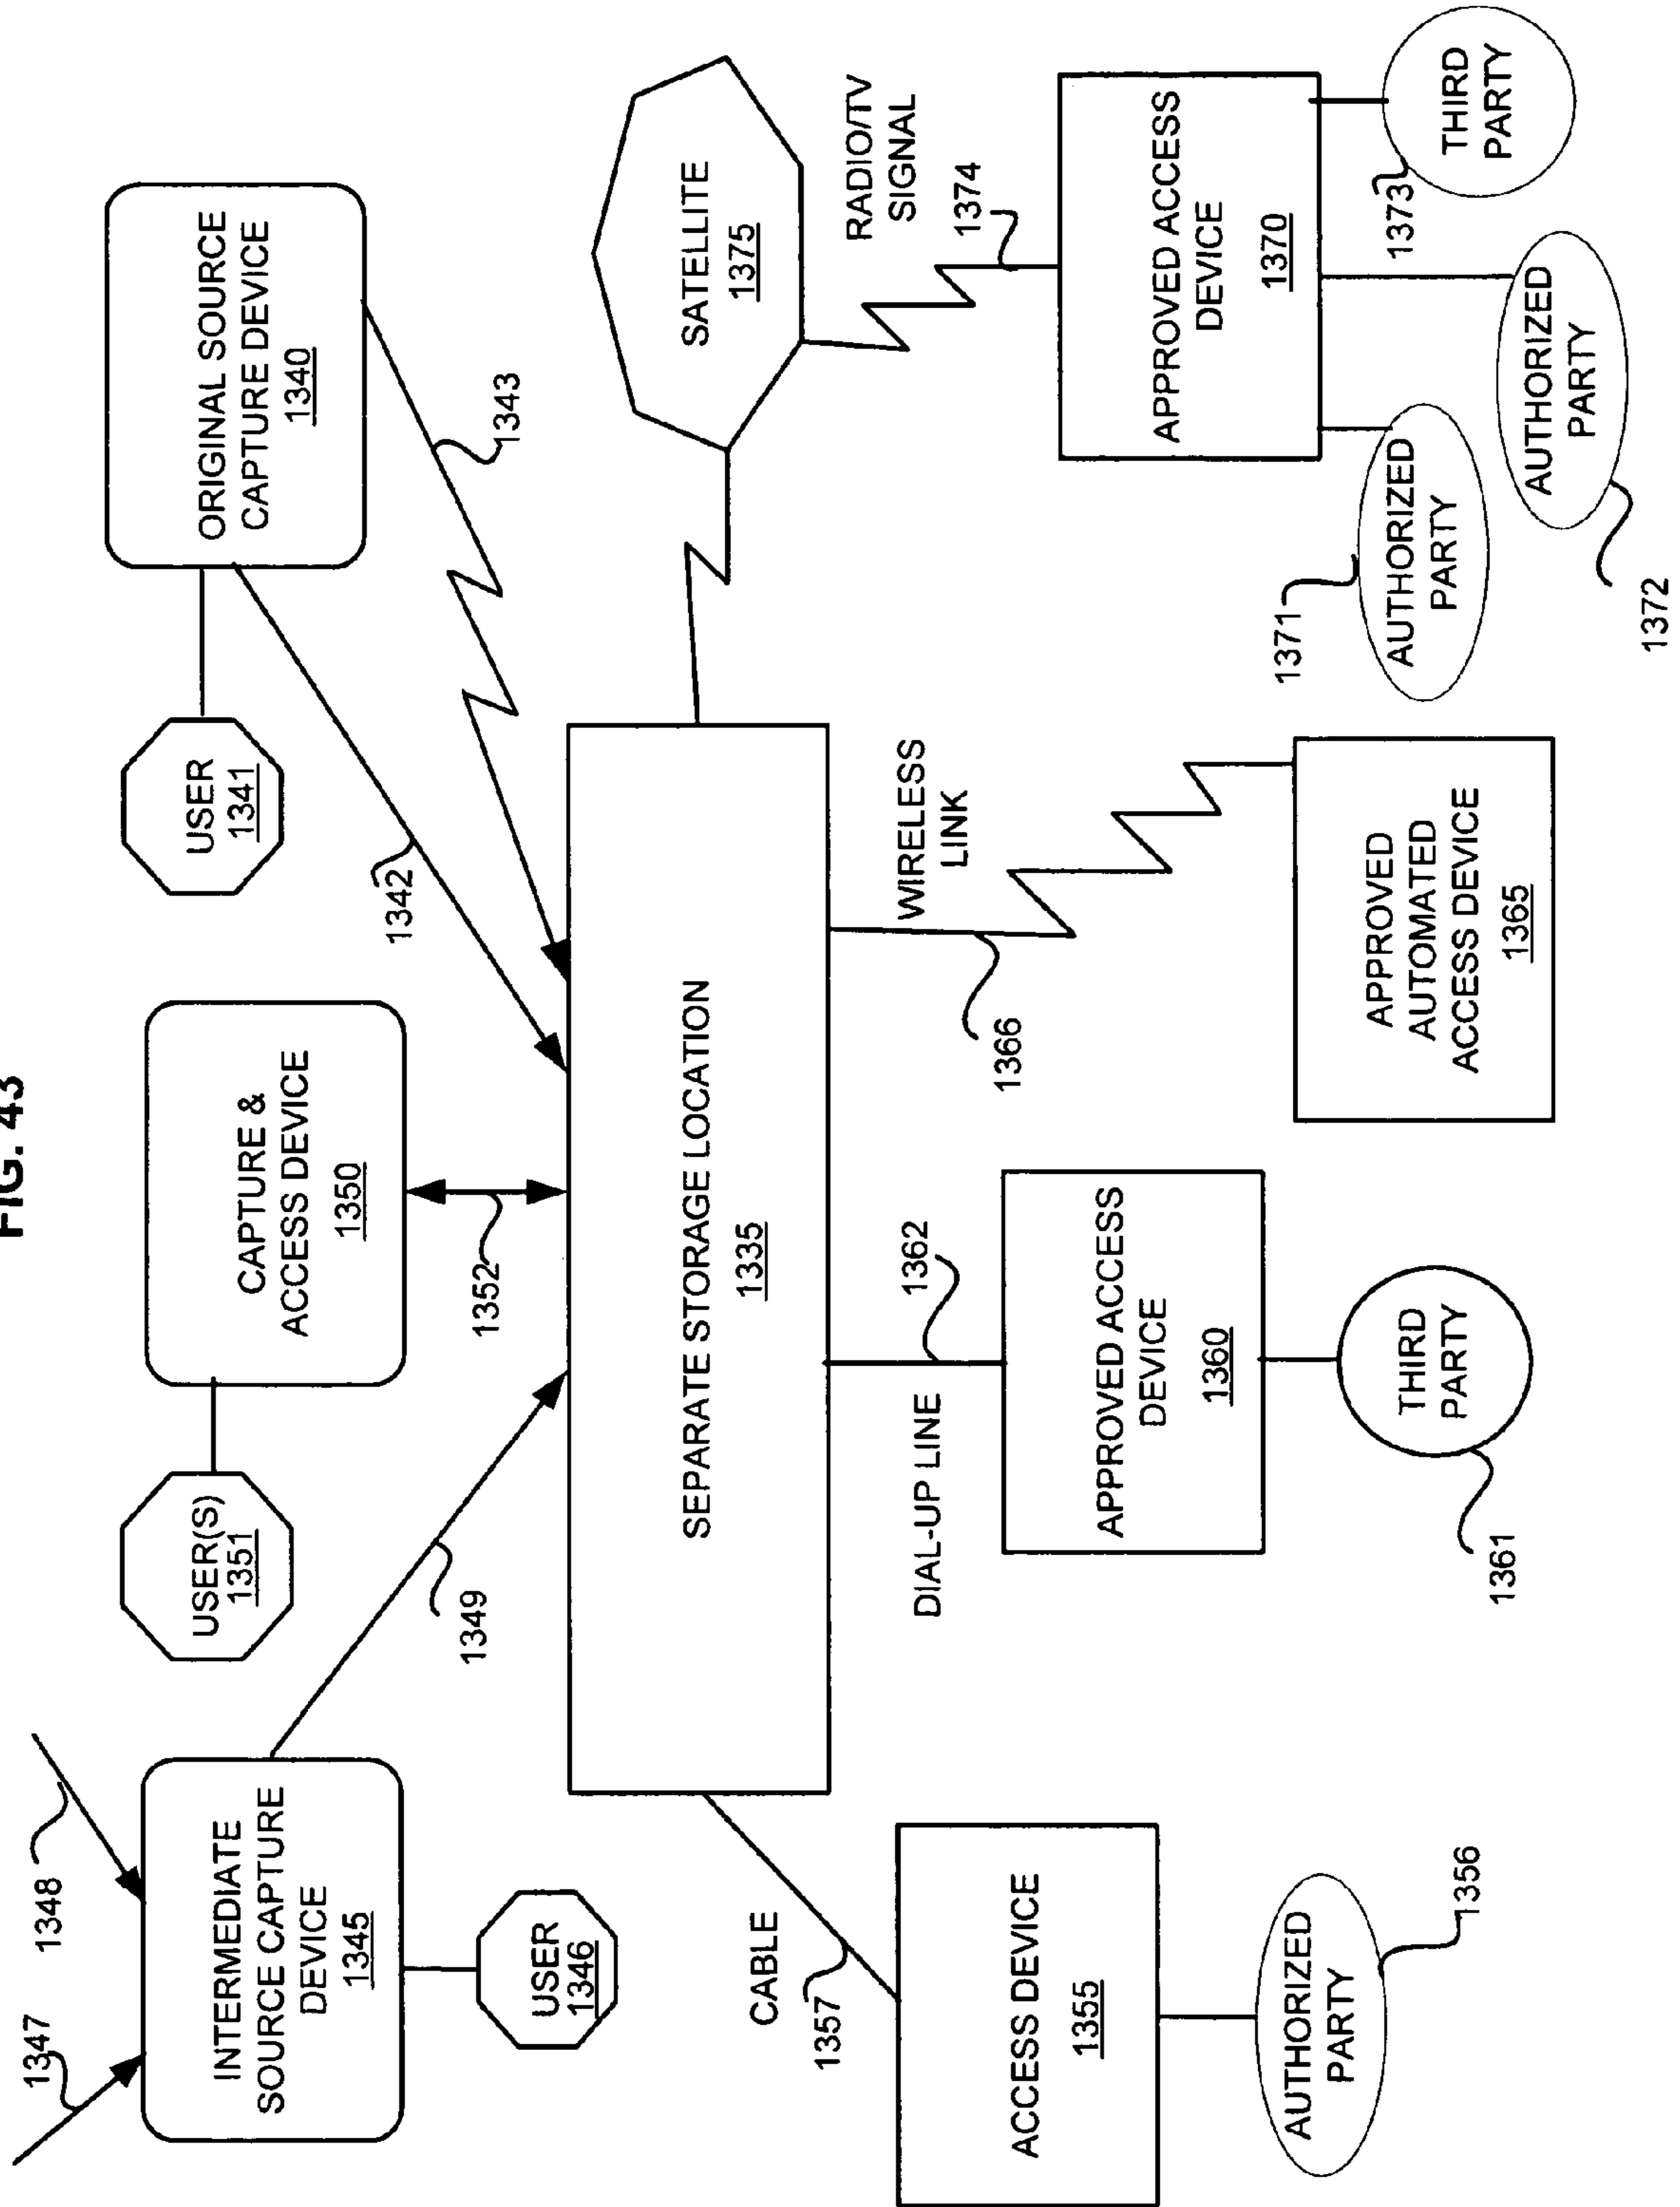 FIG. 43
1347
1348
INTERMEDIATE
SOURCE CAPTURE
DEVICE
1345
USER
1346
1349
USER(S)
1351
CAPTURE &
ACCESS DEVICE
1350
1352
USER
1341
ORIGINAL SOURCE
CAPTURE DEVICE
1340
1342
1343
SEPARATE STORAGE LOCATION
1335
SATELLITE
1375
CABLE
1357
ACCESS DEVICE
1355
AUTHORIZED
PARTY
1356
DIAL-UP LINE
1362
APPROVED ACCESS
DEVICE
1360
THIRD
PARTY
1361
WIRELESS
LINK
1366
APPROVED
AUTOMATED
ACCESS DEVICE
1365
RADIO/TV
SIGNAL
1374
APPROVED ACCESS
DEVICE
1370
1371
AUTHORIZED
PARTY
AUTHORIZED
PARTY
1372
1373
THIRD
PARTY